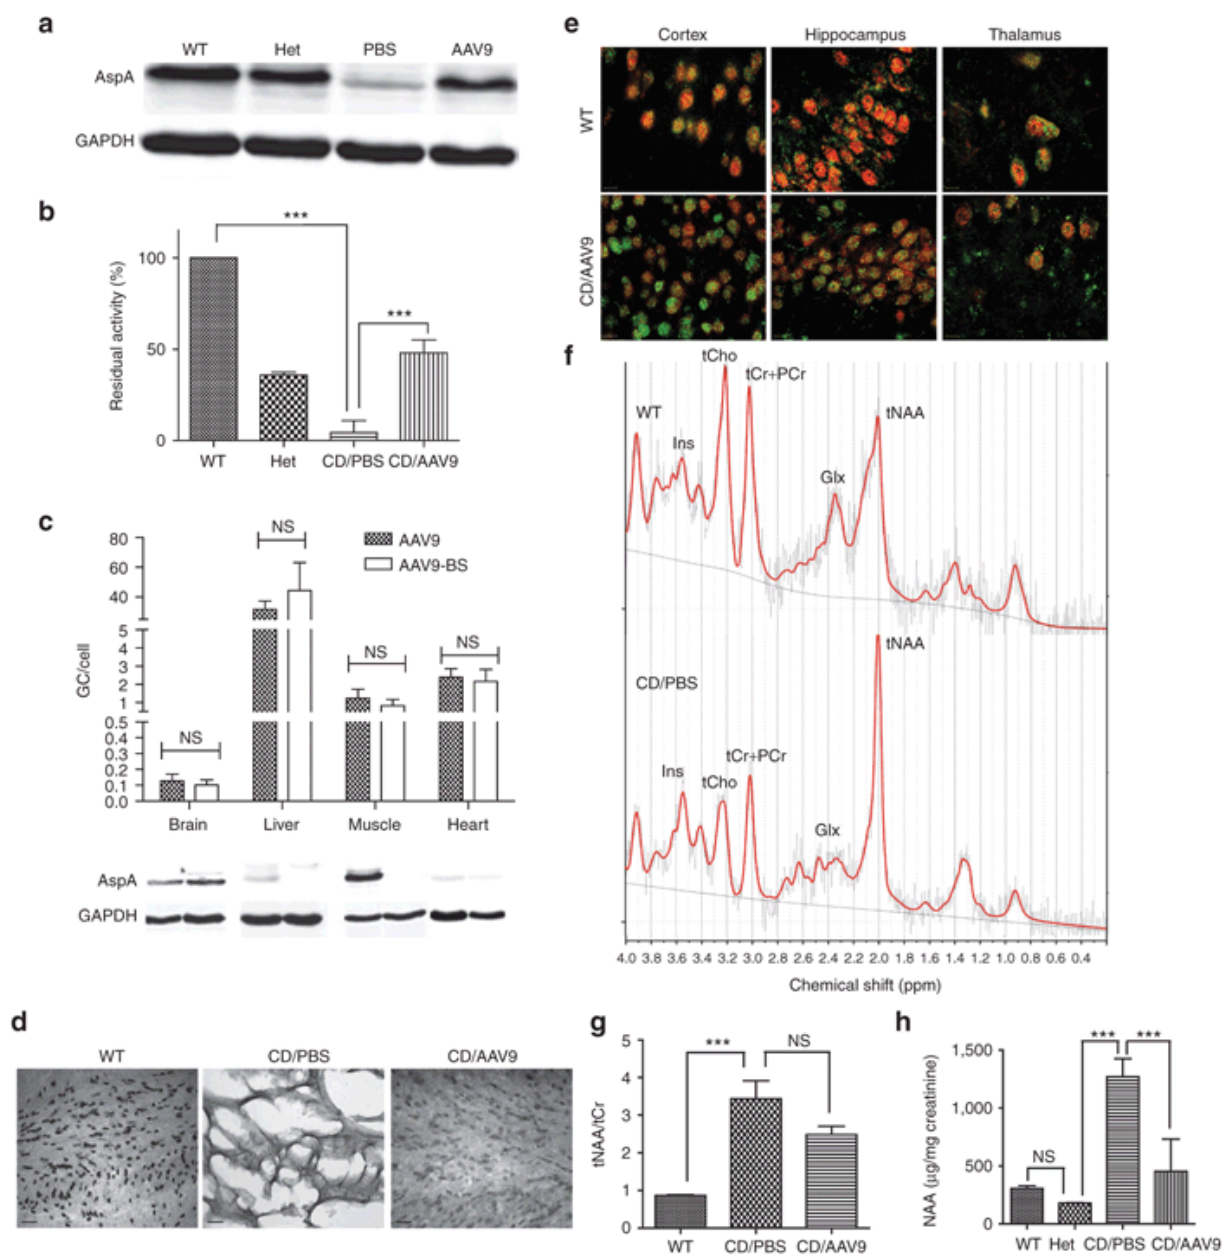 a
WT Het PBS AAV9
AspA
GAPDH
b
***
***
Residual activity (%)
100
50
0
WT Het CD/PBS CD/AAV9
c
NS
AAV9
AAV9-BS
NS
NS
NS
GC/cell
80
60
40
5
4
3
2
1
0.5
0.4
0.3
0.2
0.1
0.0
Brain Liver Muscle Heart
AspA
GAPDH
d
WT CD/PBS CD/AAV9
e
Cortex Hippocampus Thalamus
WT
CD/AAV9
f
tCho
tCr+PCr
WT
tNAA
Ins
Glx
tNAA
CD/PBS
tCr+PCr
Ins
tCho
Glx
4.0 3.8 3.6 3.4 3.2 3.0 2.8 2.6 2.4 2.2 2.0 1.8 1.6 1.4 1.2 1.0 0.8 0.6 0.4
Chemical shift (ppm)
g
*** NS
tNAA/tCr
5
4
3
2
1
0
WT CD/PBS CD/AAV9
h
*** ***
NS
NAA (µg/mg creatinine)
1,500
1,000
500
0
WT Het CD/PBS CD/AAV9